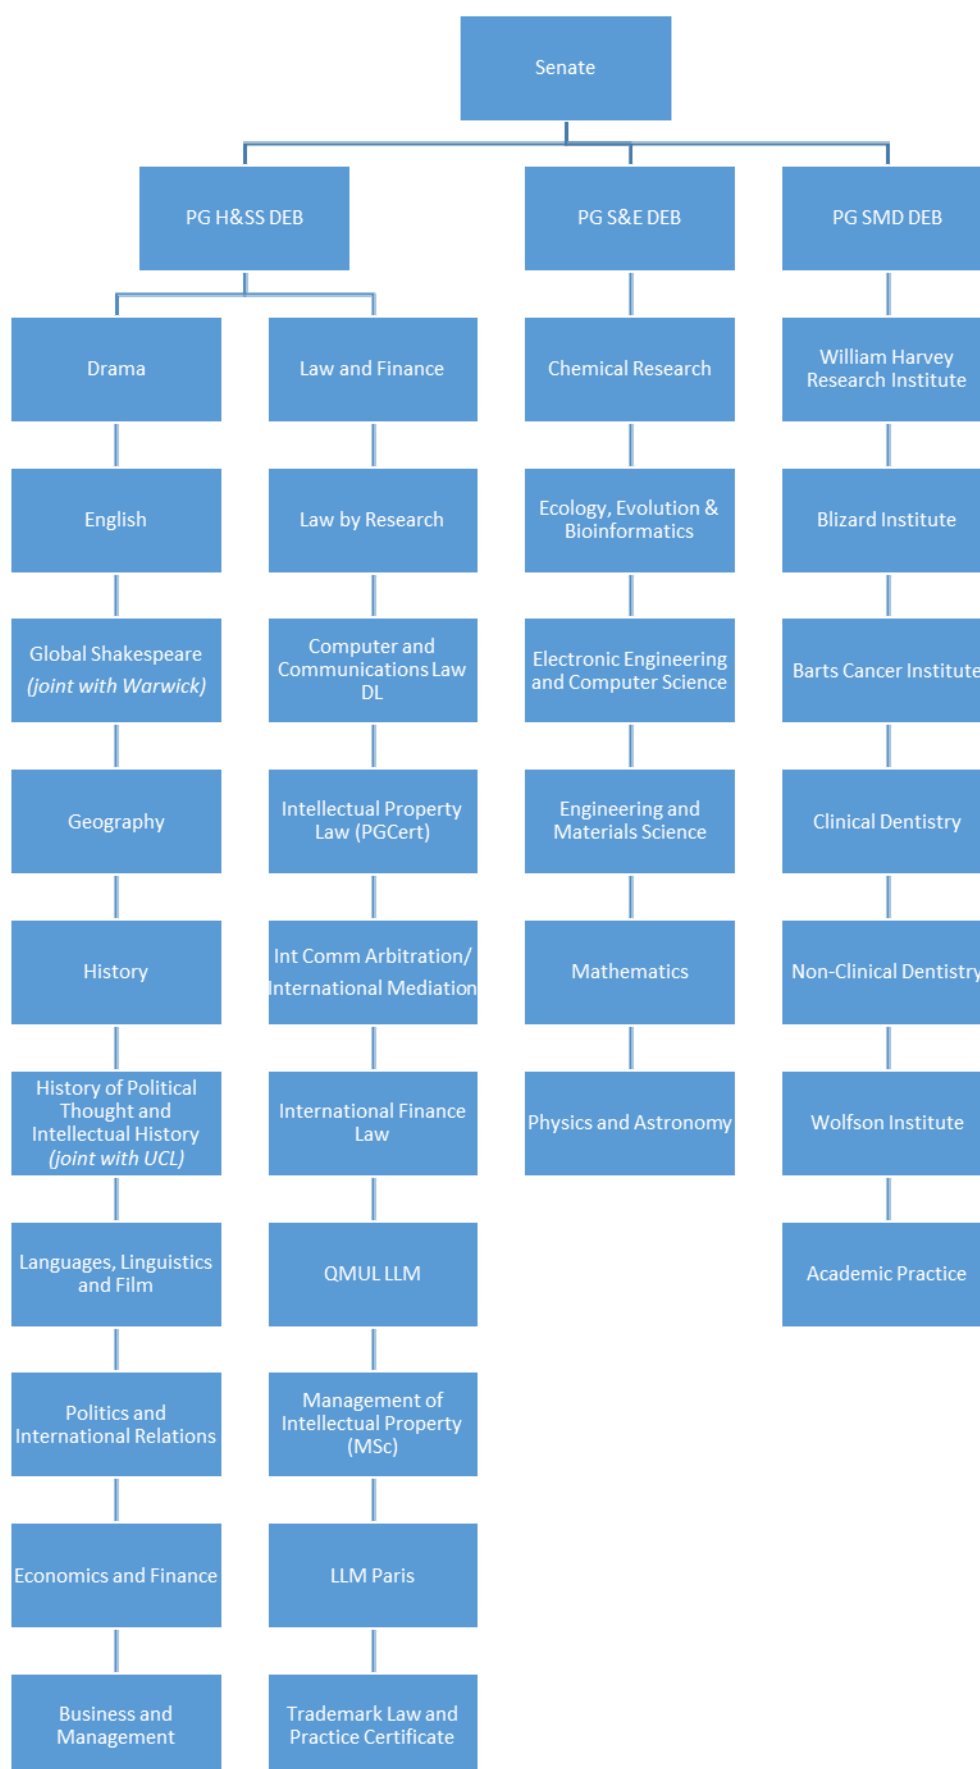 Senate
PG H&SS DEB
PG S&E DEB
PG SMD DEB
Drama
English
Global Shakespeare
(joint with Warwick)
Geography
History
History of Political
Thought and
Intellectual History
(joint with UCL)
Languages, Linguistics
and Film
Politics and
International Relations
Economics and Finance
Business and
Management
Law and Finance
Law by Research
Computer and
Communications Law
DL
Intellectual Property
Law (PGCert)
Int Comm Arbitration/
International Mediation
International Finance
Law
QMUL LLM
Management of
Intellectual Property
(MSc)
LLM Paris
Trademark Law and
Practice Certificate
Chemical Research
Ecology, Evolution &
Bioinformatics
Electronic Engineering
and Computer Science
Engineering and
Materials Science
Mathematics
Physics and Astronomy
William Harvey
Research Institute
Blizard Institute
Barts Cancer Institute
Clinical Dentistry
Non-Clinical Dentistry
Wolfson Institute
Academic Practice